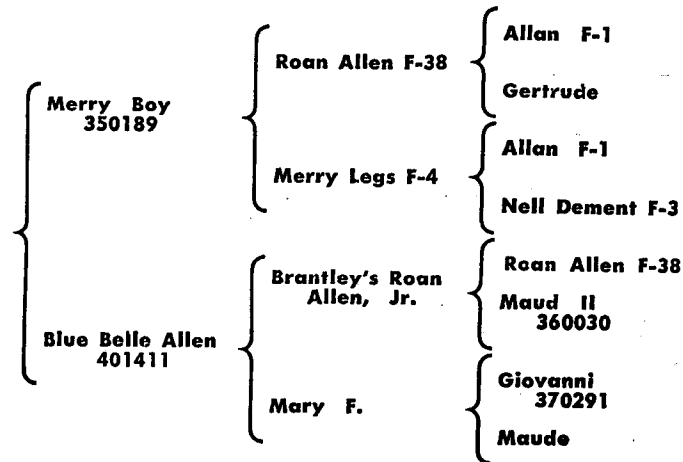 Allan F-1
Roan Allen F-38
Gertrude
Merry Boy
350189
Allan F-1
Merry Legs F-4
Nell Dement F-3
Roan Allen F-38
Brantley's Roan
Allen, Jr.
Maud II
360030
Blue Belle Allen
401411
Giovanni
370291
Mary F.
Maude